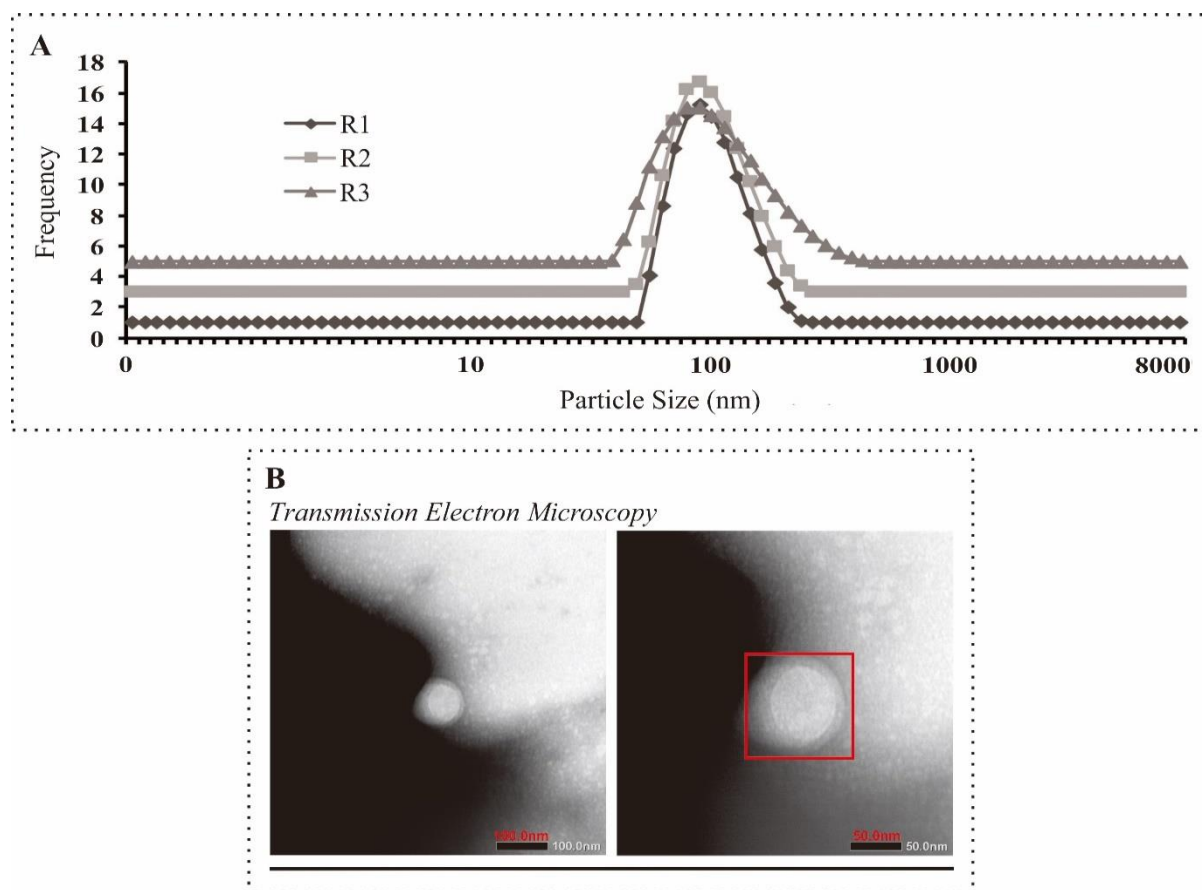 A
18
16
14
12
10
8
6
4
2
0
Frequency
R1
R2
R3
0 10 100 1000 8000
Particle Size (nm)
B
Transmission Electron Microscopy
100.0nm
100.0nm
50.0nm
50.0nm